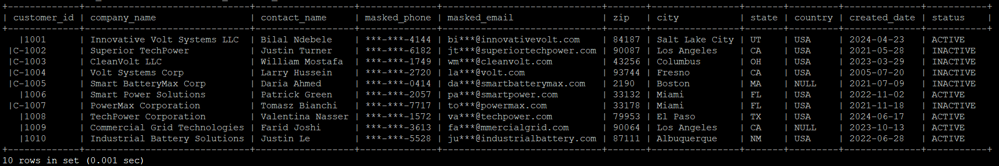 +-------------+------------------------------+------------------+--------------+----------------------------+-------+----------------+-------+---------+--------------+-----------+
| customer_id | company_name                 | contact_name     | masked_phone | masked_email               | zip   | city           | state | country | created_date | status    |
+-------------+------------------------------+------------------+--------------+----------------------------+-------+----------------+-------+---------+--------------+-----------+
   |1001      | Innovative Volt Systems LLC  | Bilal Ndebele    | ***-***-4144 | bi***@innovativevolt.com   | 84187 | Salt Lake City | UT    | USA     | 2024-04-23   | ACTIVE
 |C-1002      | Superior TechPower           | Justin Turner    | ***-***-6182 | jt***@superiortechpower.com | 90087 | Los Angeles    | CA    | USA     | 2021-05-28   | INACTIVE
 |C-1003      | CleanVolt LLC                | William Mostafa  | ***-***-1749 | wm***@cleanvolt.com        | 43256 | Columbus       | OH    | USA     | 2023-03-29   | INACTIVE
 |C-1004      | Volt Systems Corp            | Larry Hussein    | ***-***-2720 | la***@volt.com             | 93744 | Fresno         | CA    | USA     | 2005-07-20   | INACTIVE
 |C-1005      | Smart BatteryMax Corp        | Daria Ahmed      | ***-***-0414 | da***@smartbatterymax.com  | 2190  | Boston         | MA    | NULL    | 2021-07-09   | INACTIVE
   |1006      | Smart Power Solutions        | Patrick Green    | ***-***-2057 | pa***@smartpower.com       | 33132 | Miami          | FL    | USA     | 2022-11-02   | ACTIVE
 |C-1007      | PowerMax Corporation         | Tomasz Bianchi   | ***-***-7717 | to***@powermax.com         | 33178 | Miami          | FL    | USA     | 2021-11-18   | INACTIVE
   |1008      | TechPower Corporation        | Valentina Nasser | ***-***-1572 | va***@techpower.com        | 79953 | El Paso        | TX    | USA     | 2024-06-17   | ACTIVE
   |1009      | Commercial Grid Technologies | Farid Joshi      | ***-***-3613 | fa***@mmercialgrid.com     | 90064 | Los Angeles    | CA    | NULL    | 2023-10-13   | ACTIVE
   |1010      | Industrial Battery Solutions | Justin Le        | ***-***-5528 | ju***@industrialbattery.com | 87111 | Albuquerque    | NM    | USA     | 2022-06-28   | ACTIVE
+-------------+------------------------------+------------------+--------------+----------------------------+-------+----------------+-------+---------+--------------+-----------+
10 rows in set (0.001 sec)